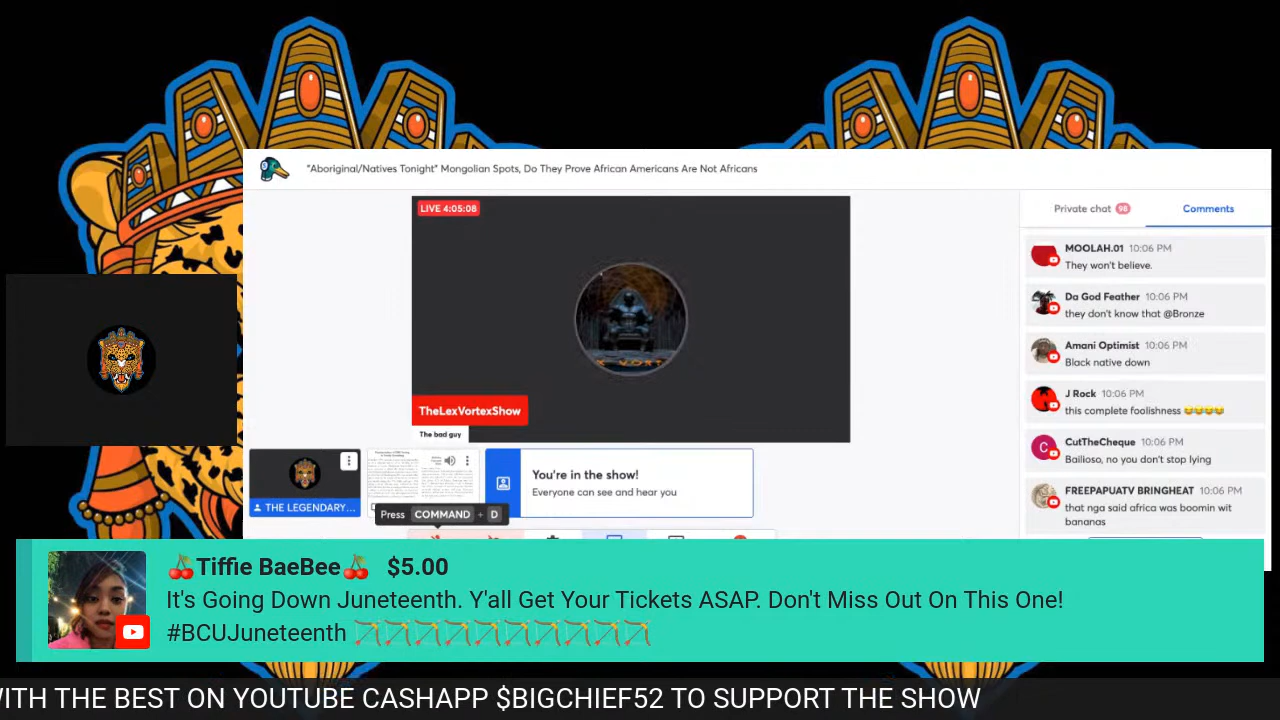 "Aboriginal/Natives Tonight" Mongolian Spots, Do They Prove African Americans Are Not Africans
LIVE 4:05:08
TheLexVortexShow
The bad guy
THE LEGENDARY...
You're in the show!
Everyone can see and hear you
Press COMMAND + D
Private chat 98
Comments
MOOLAH.01 10:06 PM
They won't believe.
Da God Feather 10:06 PM
they don't know that @Bronze
Amani Optimist 10:06 PM
Black native down
J Rock 10:06 PM
this complete foolishness 😂😂😂😂
C
CutTheCheque 10:06 PM
Bailioso, no you don't stop lying
FREEPAPUATV BRINGHEAT 10:06 PM
that nga said africa was boomin wit
bananas
🍒Tiffie BaeBee🍒 $5.00
It's Going Down Juneteenth. Y'all Get Your Tickets ASAP. Don't Miss Out On This One!
#BCUJuneteenth 🏹🏹🏹🏹🏹🏹🏹🏹🏹🏹
WITH THE BEST ON YOUTUBE CASHAPP $BIGCHIEF52 TO SUPPORT THE SHOW